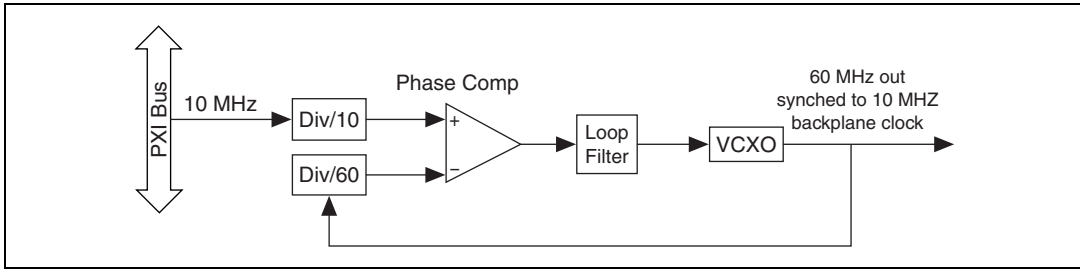 PXI Bus
10 MHz
Div/10
Div/60
Phase Comp
+
−
Loop
Filter
VCXO
60 MHz out
synched to 10 MHZ
backplane clock